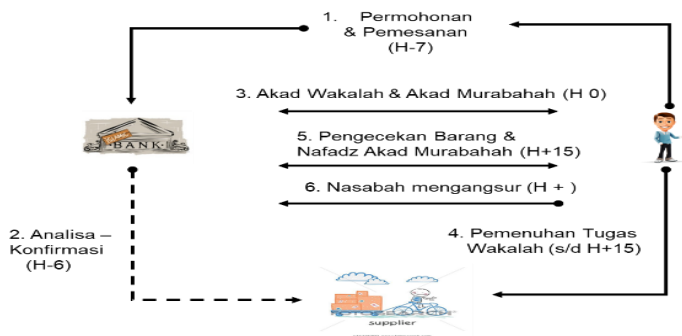 1. Permohonan
& Pemesanan
(H-7)
3. Akad Wakalah & Akad Murabahah (H 0)
BANK
5. Pengecekan Barang &
Nafadz Akad Murabahah (H+15)
6. Nasabah mengangsur (H + )
2. Analisa –
Konfirmasi
(H-6)
4. Pemenuhan Tugas
Wakalah (s/d H+15)
supplier